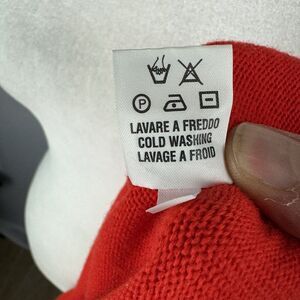 P
LAVARE A FREDDO
COLD WASHING
LAVAGE A FROID